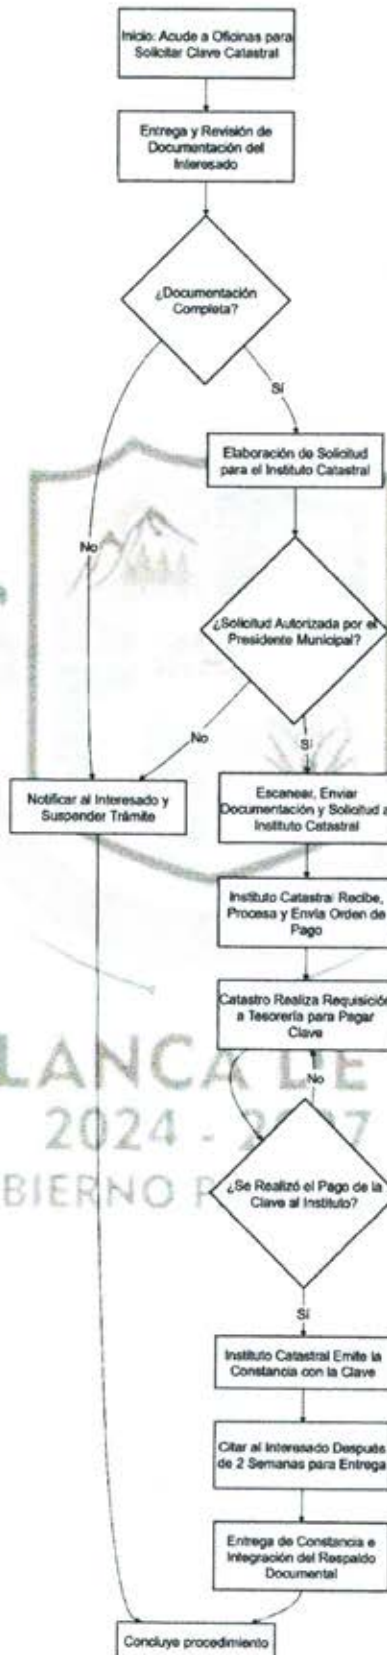 Inicio: Acude a Oficinas para
Solicitar Clave Catastral
Entrega y Revisión de
Documentación del
Interesado
¿Documentación
Completa?
Sí
Elaboración de Solicitud
para el Instituto Catastral
No
¿Solicitud Autorizada por el
Presidente Municipal?
No
Sí
Notificar al Interesado y
Suspender Trámite
Escanear, Enviar
Documentación y Solicitud a
Instituto Catastral
Instituto Catastral Recibe,
Procesa y Envía Orden de
Pago
Catastro Realiza Requisición
a Tesorería para Pagar
Clave
LANCA DE
No
2024 - 2027
BIERNO
¿Se Realizó el Pago de la
Clave al Instituto?
Sí
Instituto Catastral Emite la
Constancia con la Clave
Citar al Interesado Después
de 2 Semanas para Entrega
Entrega de Constancia e
Integración del Respaldo
Documental
Concluye procedimiento